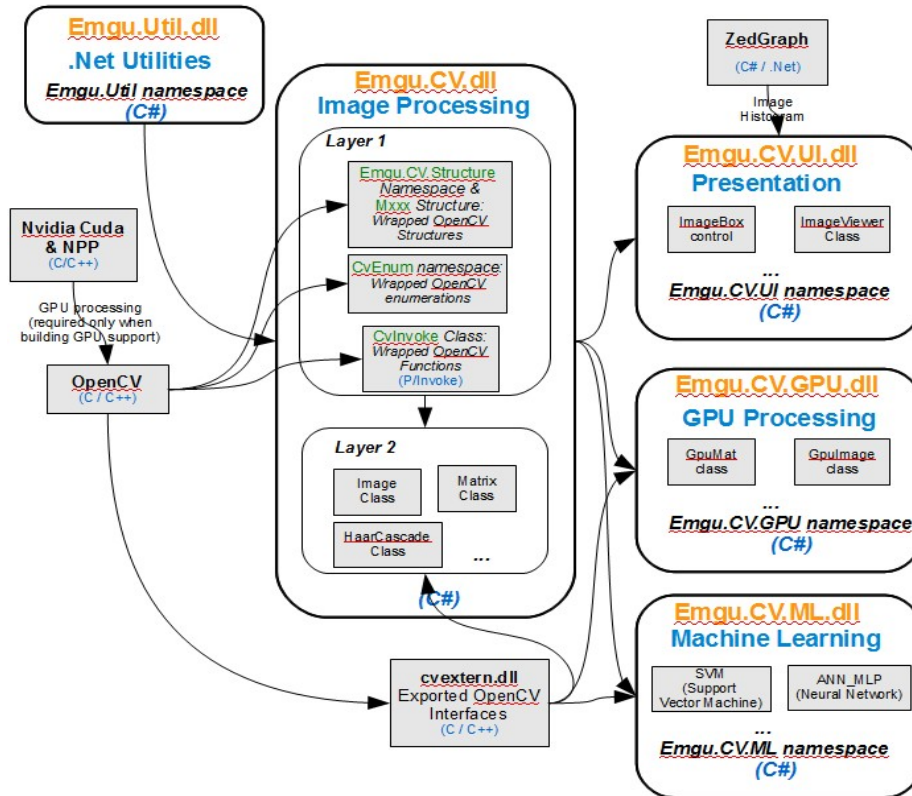 Emgu.Util.dll
.Net Utilities
Emgu.Util namespace
(C#)
Nvidia Cuda
& NPP
(C/C++)
GPU processing
(required only when
building GPU support)
OpenCV
(C / C++)
Emgu.CV.dll
Image Processing
Layer 1
Emgu.CV.Structure
Namespace &
Mxxx Structure:
Wrapped OpenCV
Structures
CvEnum namespace:
Wrapped OpenCV
enumerations
CvInvoke Class:
Wrapped OpenCV
Functions
(P/Invoke)
Layer 2
Image
Class
Matrix
Class
HaarCascade
Class
...
(C#)
cvextern.dll
Exported OpenCV
Interfaces
(C / C++)
ZedGraph
(C# / .Net)
Image
Histogram
Emgu.CV.UI.dll
Presentation
ImageBox
control
ImageViewer
Class
...
Emgu.CV.UI namespace
(C#)
Emgu.CV.GPU.dll
GPU Processing
GpuMat
class
GpuImage
class
...
Emgu.CV.GPU namespace
(C#)
Emgu.CV.ML.dll
Machine Learning
SVM
(Support
Vector Machine)
ANN_MLP
(Neural Network)
...
Emgu.CV.ML namespace
(C#)